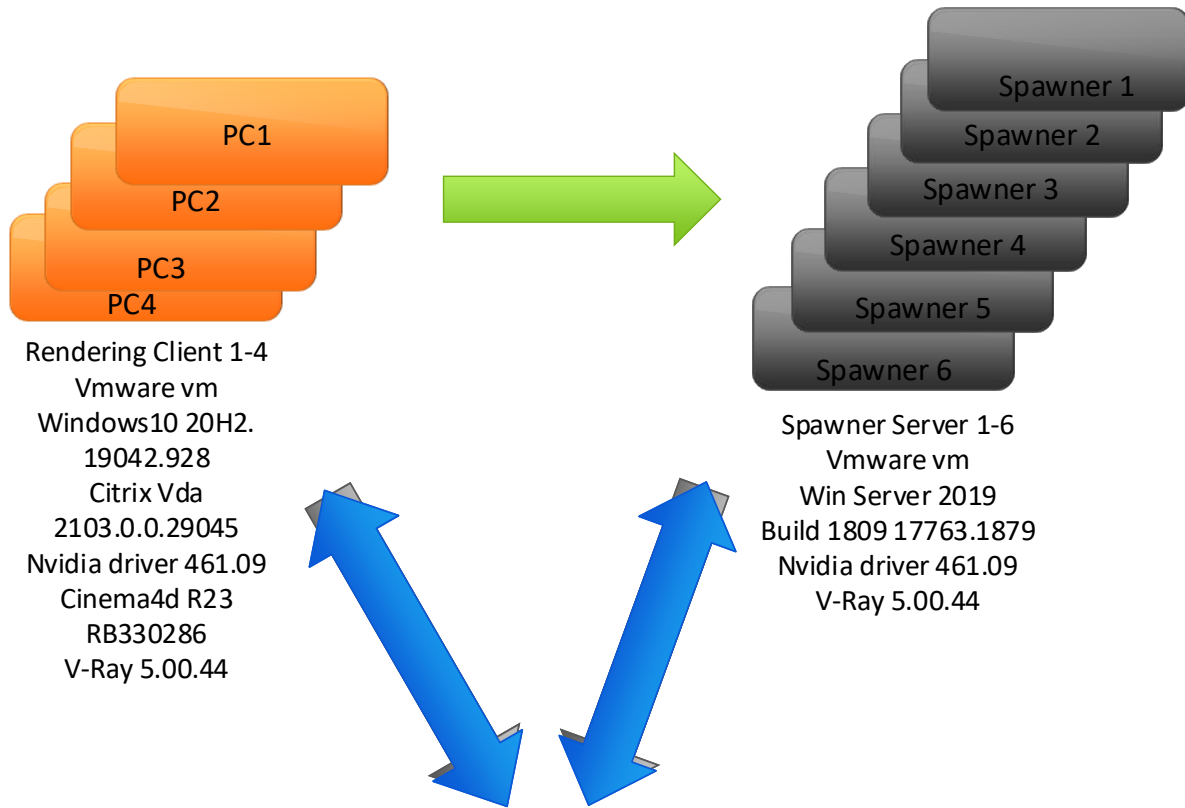 PC1
PC2
PC3
PC4
Rendering Client 1-4
Vmware vm
Windows10 20H2.
19042.928
Citrix Vda
2103.0.0.29045
Nvidia driver 461.09
Cinema4d R23
RB330286
V-Ray 5.00.44
Spawner 1
Spawner 2
Spawner 3
Spawner 4
Spawner 5
Spawner 6
Spawner Server 1-6
Vmware vm
Win Server 2019
Build 1809 17763.1879
Nvidia driver 461.09
V-Ray 5.00.44